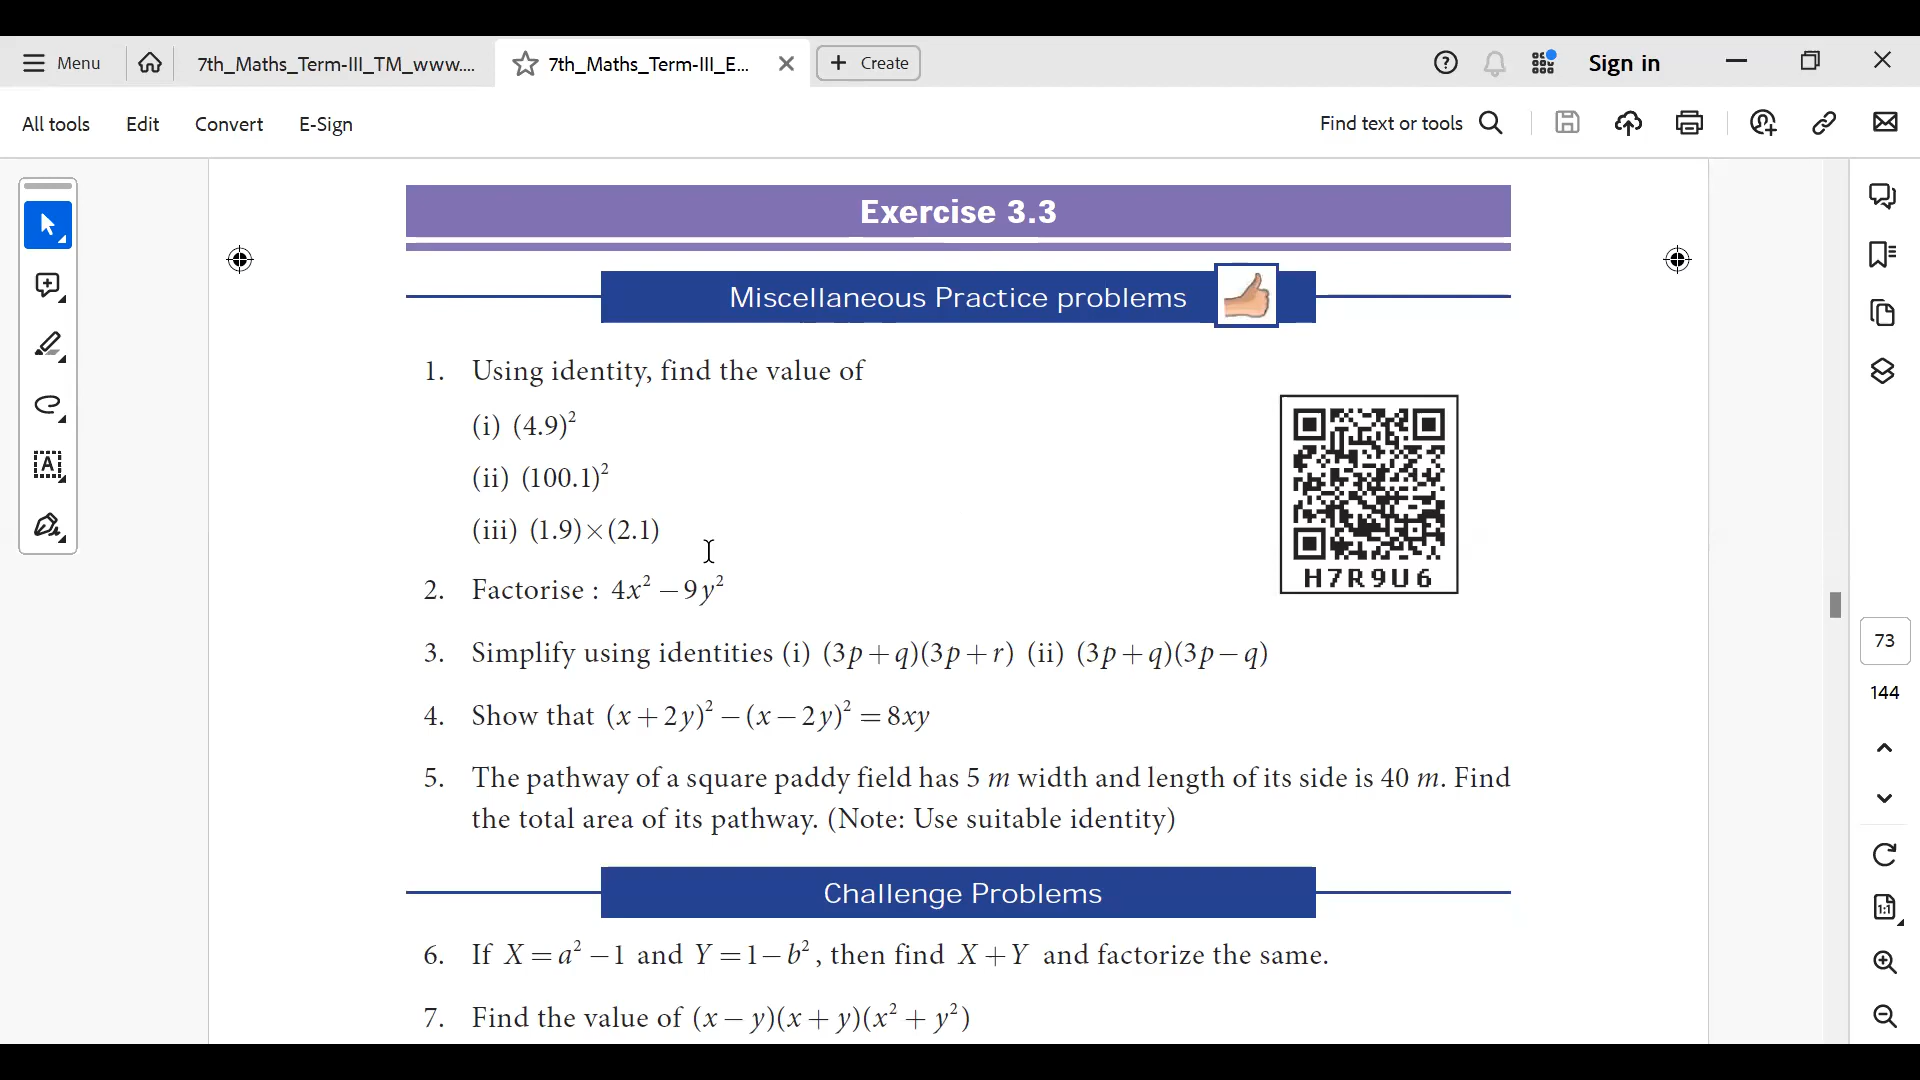 Menu
7th_Maths_Term-III_TM_www....
7th_Maths_Term-III_E...
Create
Sign in
All tools
Edit
Convert
E-Sign
Find text or tools
Exercise 3.3
Miscellaneous Practice problems
1. Using identity, find the value of
(i) (4.9)²
(ii) (100.1)²
(iii) (1.9)×(2.1)
2. Factorise : 4x² − 9y²
3. Simplify using identities (i) (3p + q)(3p + r) (ii) (3p + q)(3p − q)
4. Show that (x + 2y)² − (x − 2y)² = 8xy
5. The pathway of a square paddy field has 5 m width and length of its side is 40 m. Find
the total area of its pathway. (Note: Use suitable identity)
H7R9U6
Challenge Problems
6. If X = a² − 1 and Y = 1 − b², then find X + Y and factorize the same.
7. Find the value of (x − y)(x + y)(x² + y²)
73
144
1:1
A